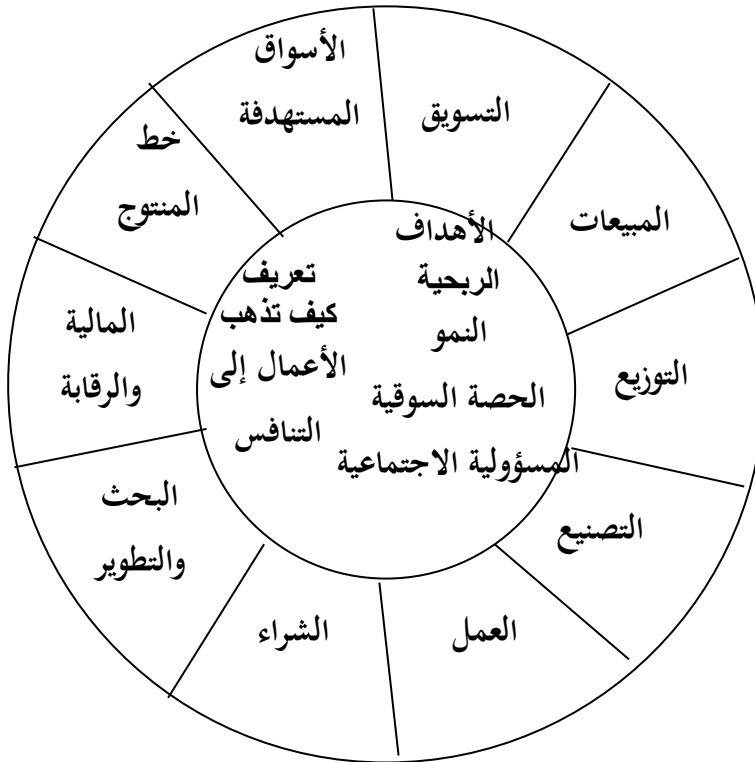 الأسواق
المستهدفة
التسويق
المبيعات
التوزيع
التصنيع
العمل
الشراء
البحث
والتطوير
المالية
والرقابة
خط
المنتوج
الأهداف
الربحية
النمو
الحصة السوقية
المسؤولية الاجتماعية
تعريف
كيف تذهب
الأعمال إلى
التنافس